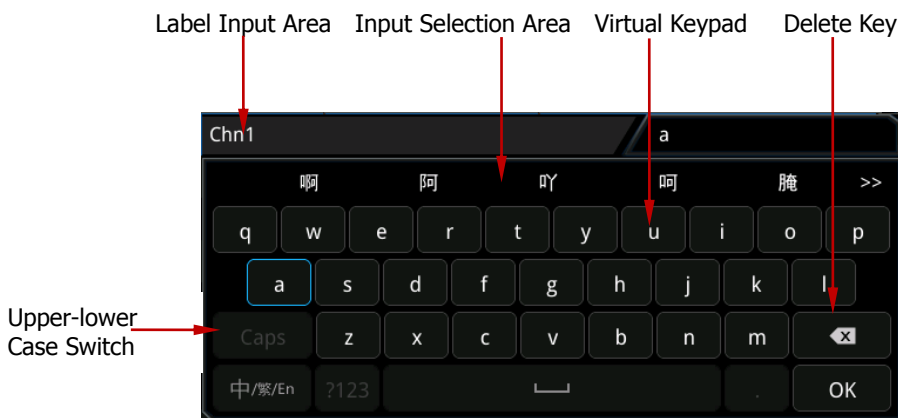 Label Input Area Input Selection Area Virtual Keypad Delete Key
Chn1 a
啊 阿 吖 呵 腌 >>
q w e r t y u i o p
a s d f g h j k l
Upper-lower
Case Switch
Caps z x c v b n m
中/繁/En ?123 . OK